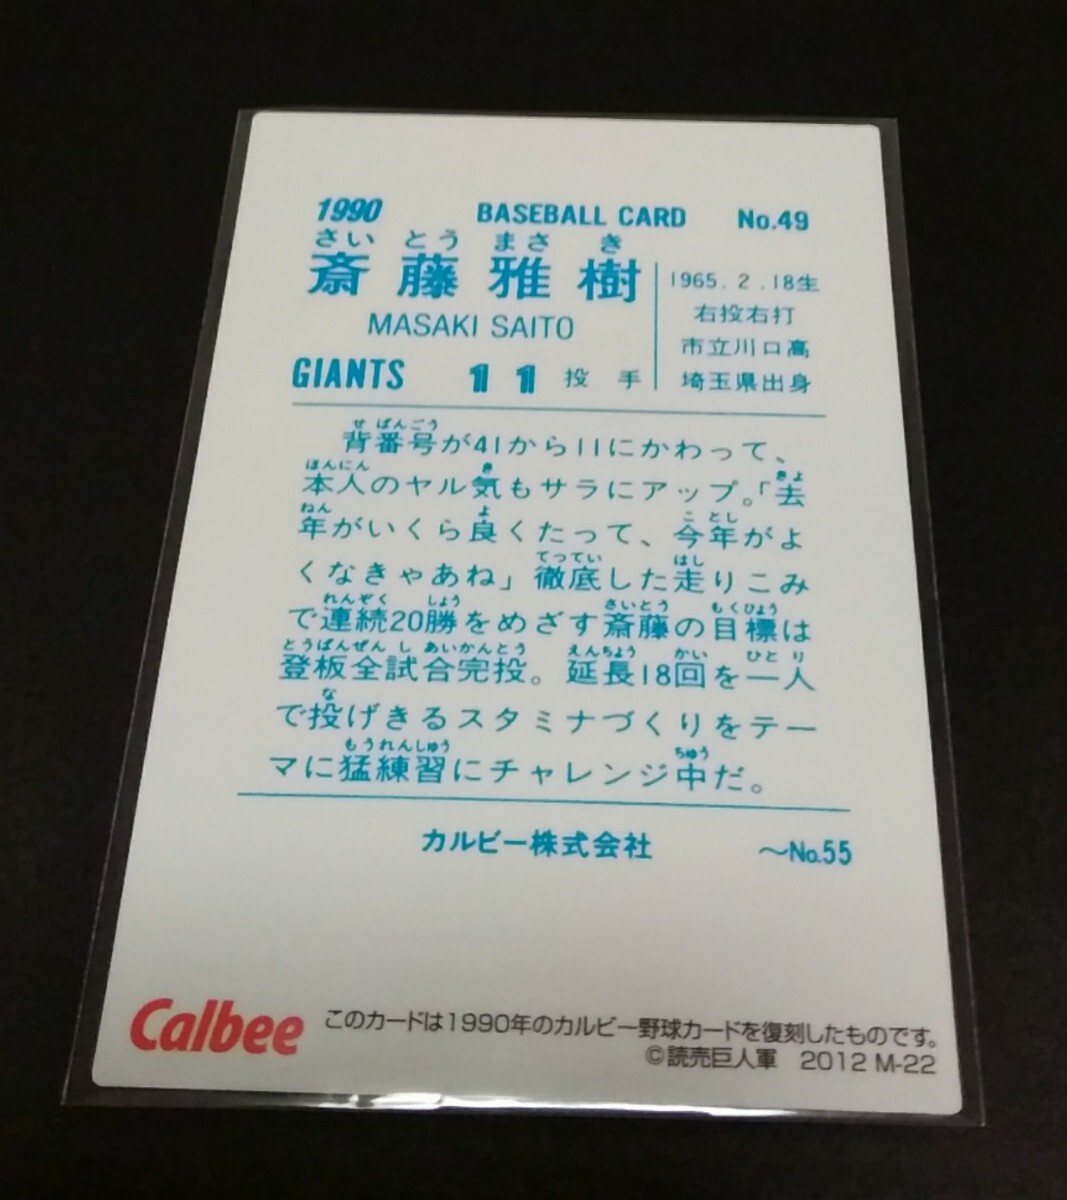 1990 BASEBALL CARD No.49
さい とう まさ き
斎藤雅樹
MASAKI SAITO
GIANTS 11 投手
1965.2.18生
右投右打
市立川口高
埼玉県出身
せ ばんごう
背番号が41から11にかわって、
ほんにん き きょ
本人のヤル気もサラにアップ。「去
ねん よ こ とし
年がいくら良くたって、今年がよ
てってい はし
くなきゃあね」徹底した走りこみ
れんぞく しょう さいとう もくひょう
で連続20勝をめざす斎藤の目標は
とうばんぜん し あいかんとう えんちょう かい ひと り
登板全試合完投。延長18回を一人
な
で投げきるスタミナづくりをテー
もうれんしゅう ちゅう
マに猛練習にチャレンジ中だ。
カルビー株式会社 〜No.55
Calbee このカードは1990年のカルビー野球カードを復刻したものです。
©読売巨人軍 2012 M-22